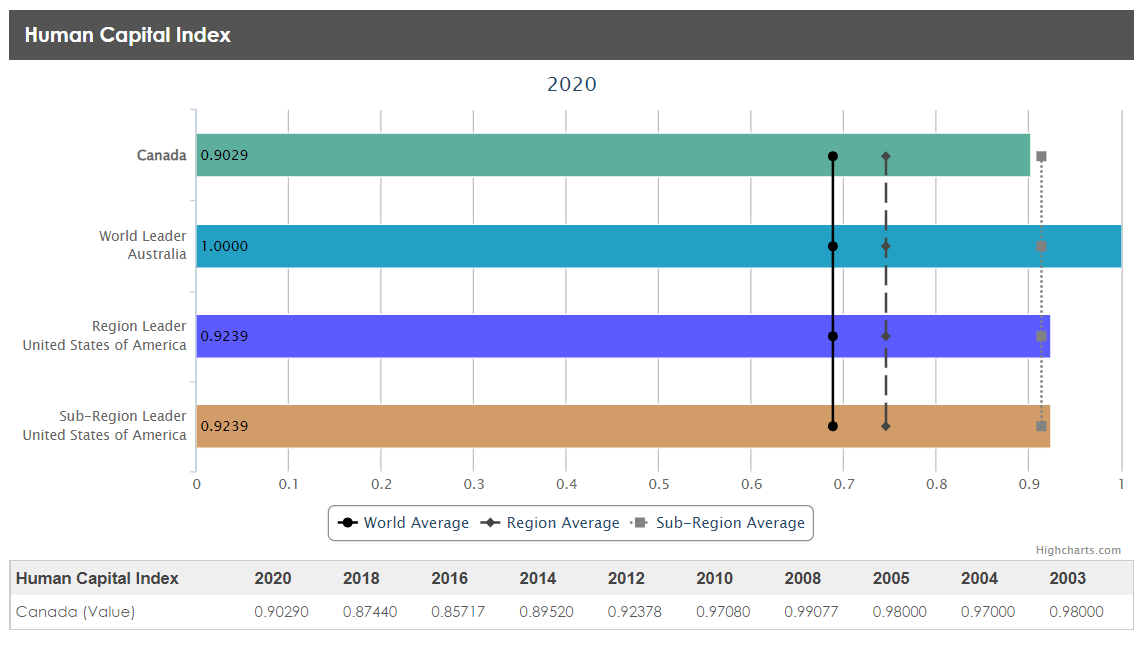 Human Capital Index
2020
Canada
0.9029
World Leader
Australia
1.0000
Region Leader
United States of America
0.9239
Sub-Region Leader
United States of America
0.9239
0 0.1 0.2 0.3 0.4 0.5 0.6 0.7 0.8 0.9 1
World Average Region Average Sub-Region Average
Highcharts.com
Human Capital Index 2020 2018 2016 2014 2012 2010 2008 2005 2004 2003
Canada (Value) 0.90290 0.87440 0.85717 0.89520 0.92378 0.97080 0.99077 0.98000 0.97000 0.98000